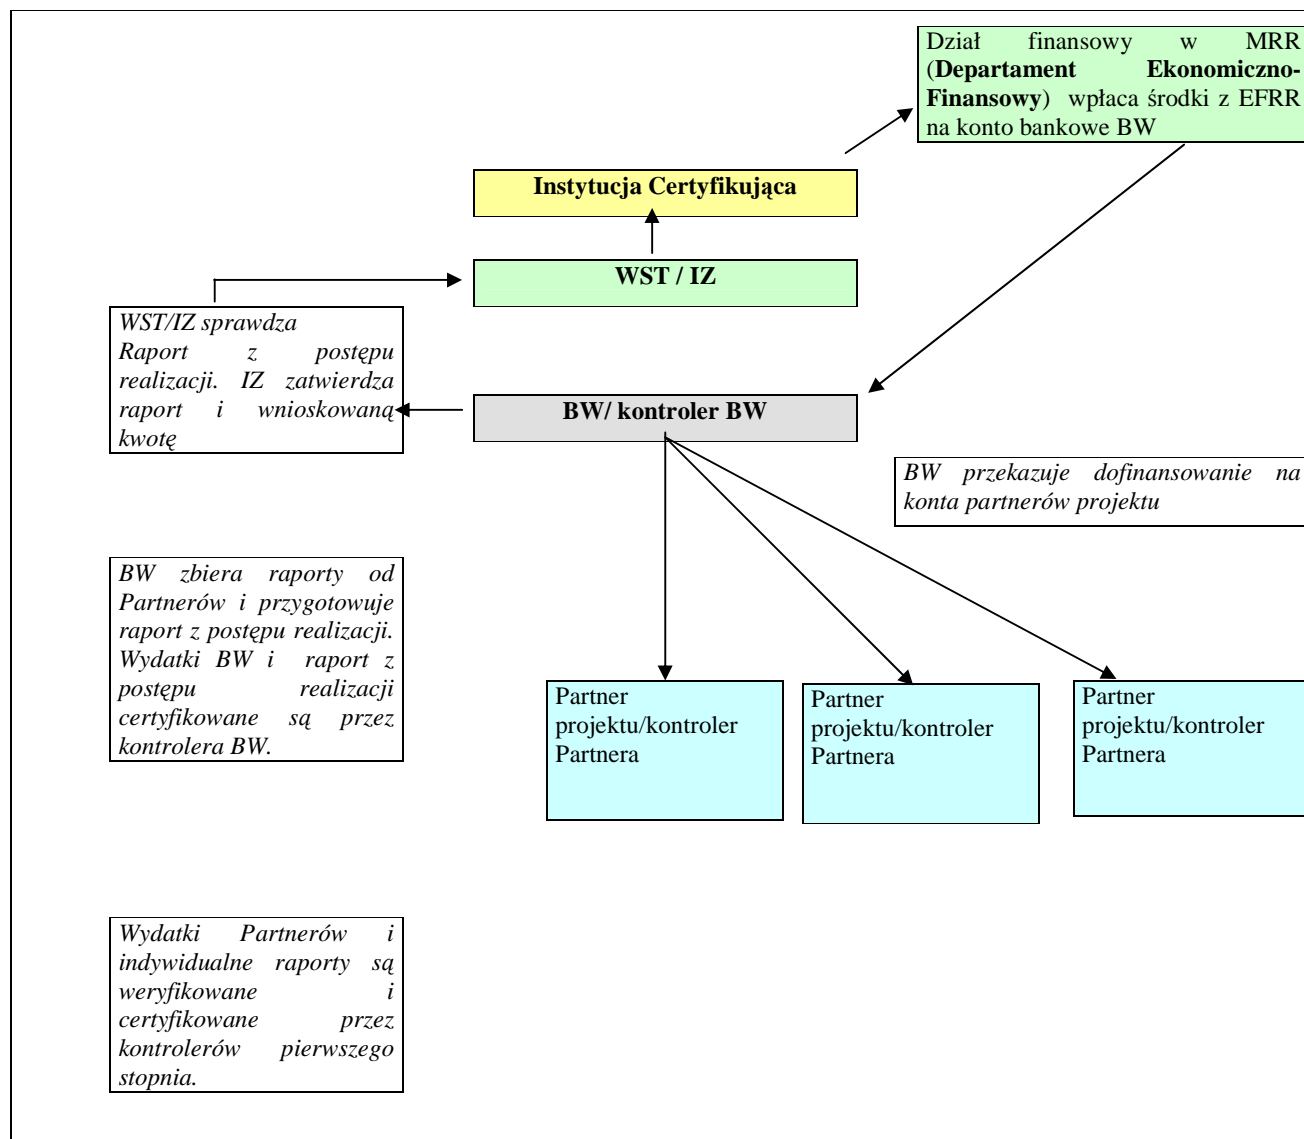 Dział finansowy w MRR
(Departament Ekonomiczno-
Finansowy) wpłaca środki z EFRR
na konto bankowe BW
Instytucja Certyfikująca
WST / IZ
WST/IZ sprawdza
Raport z postępu
realizacji. IZ zatwierdza
raport i wnioskowaną
kwotę
BW/ kontroler BW
BW przekazuje dofinansowanie na
konta partnerów projektu
BW zbiera raporty od
Partnerów i przygotowuje
raport z postępu realizacji.
Wydatki BW i raport z
postępu realizacji
certyfikowane są przez
kontrolera BW.
Partner
projektu/kontroler
Partnera
Partner
projektu/kontroler
Partnera
Partner
projektu/kontroler
Partnera
Wydatki Partnerów i
indywidualne raporty są
weryfikowane i
certyfikowane przez
kontrolerów pierwszego
stopnia.